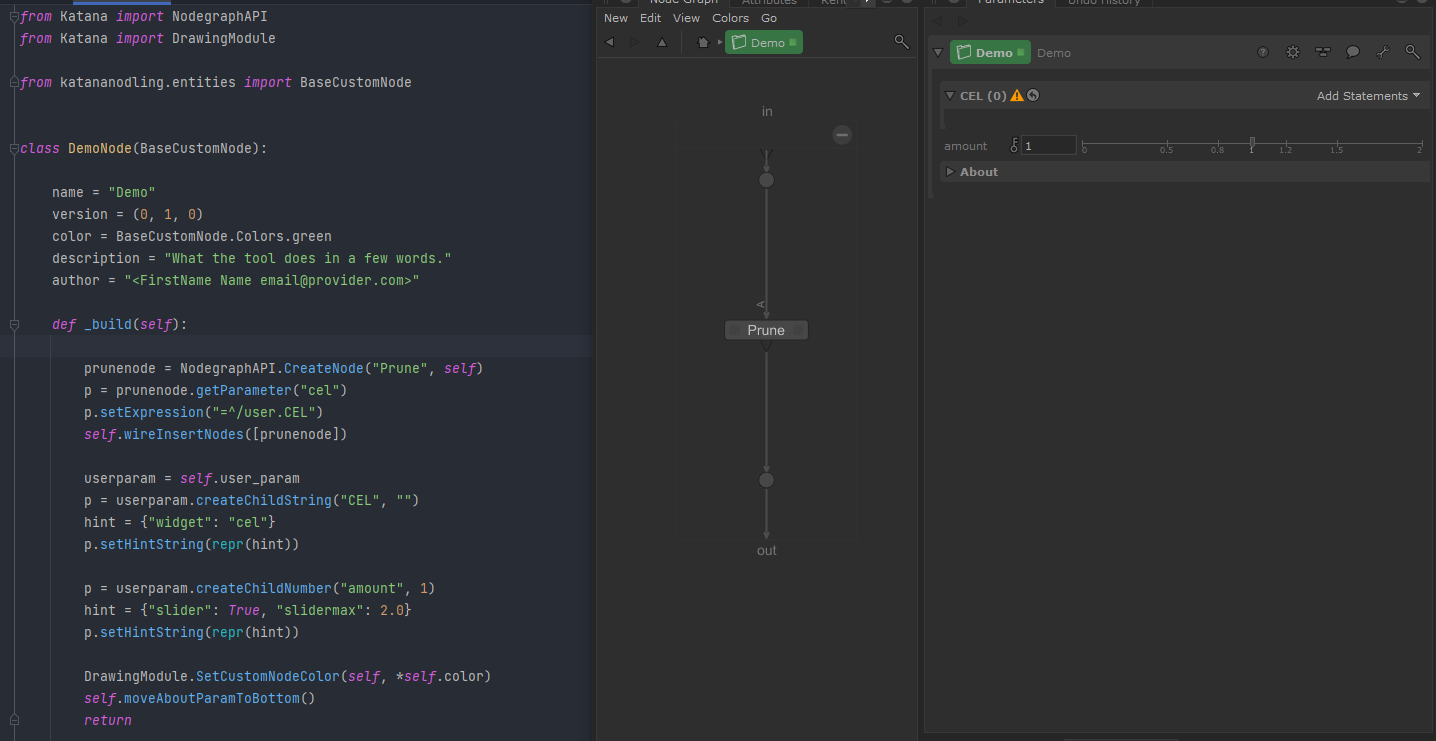 from Katana import NodegraphAPI
from Katana import DrawingModule
from katananodling.entities import BaseCustomNode
class DemoNode(BaseCustomNode):
name = "Demo"
version = (0, 1, 0)
color = BaseCustomNode.Colors.green
description = "What the tool does in a few words."
author = "<FirstName Name email@provider.com>"
def _build(self):
prunenode = NodegraphAPI.CreateNode("Prune", self)
p = prunenode.getParameter("cel")
p.setExpression("=^/user.CEL")
self.wireInsertNodes([prunenode])
userparam = self.user_param
p = userparam.createChildString("CEL", "")
hint = {"widget": "cel"}
p.setHintString(repr(hint))
p = userparam.createChildNumber("amount", 1)
hint = {"slider": True, "slidermax": 2.0}
p.setHintString(repr(hint))
DrawingModule.SetCustomNodeColor(self, *self.color)
self.moveAboutParamToBottom()
return
Node Graph Attributes
New Edit View Colors Go
Demo
in
A
Prune
out
Parameters Undo History
Demo Demo
CEL (0) Add Statements
amount 1 0 0.5 0.8 1 1.2 1.5 2
About